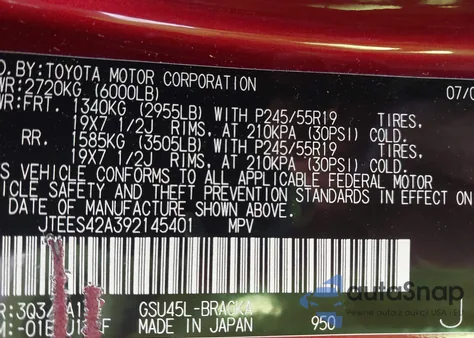 D.BY:TOYOTA MOTOR CORPORATION 07/0
WR:2720KG (6000LB)
WR:FRT. 1340KG (2955LB) WITH P245/55R19 TIRES,
19X7 1/2J RIMS, AT 210KPA (30PSI) COLD.
RR. 1585KG (3505LB) WITH P245/55R19 TIRES,
19X7 1/2J RIMS, AT 210KPA (30PSI) COLD.
S VEHICLE CONFORMS TO ALL APPLICABLE FEDERAL MOTOR
ICLE SAFETY AND THEFT PREVENTION STANDARDS IN EFFECT ON
DATE OF MANUFACTURE SHOWN ABOVE.
JTEES42A392145401 MPV
GSU45L-BRAGKA
MADE IN JAPAN 950 J
autoSnap